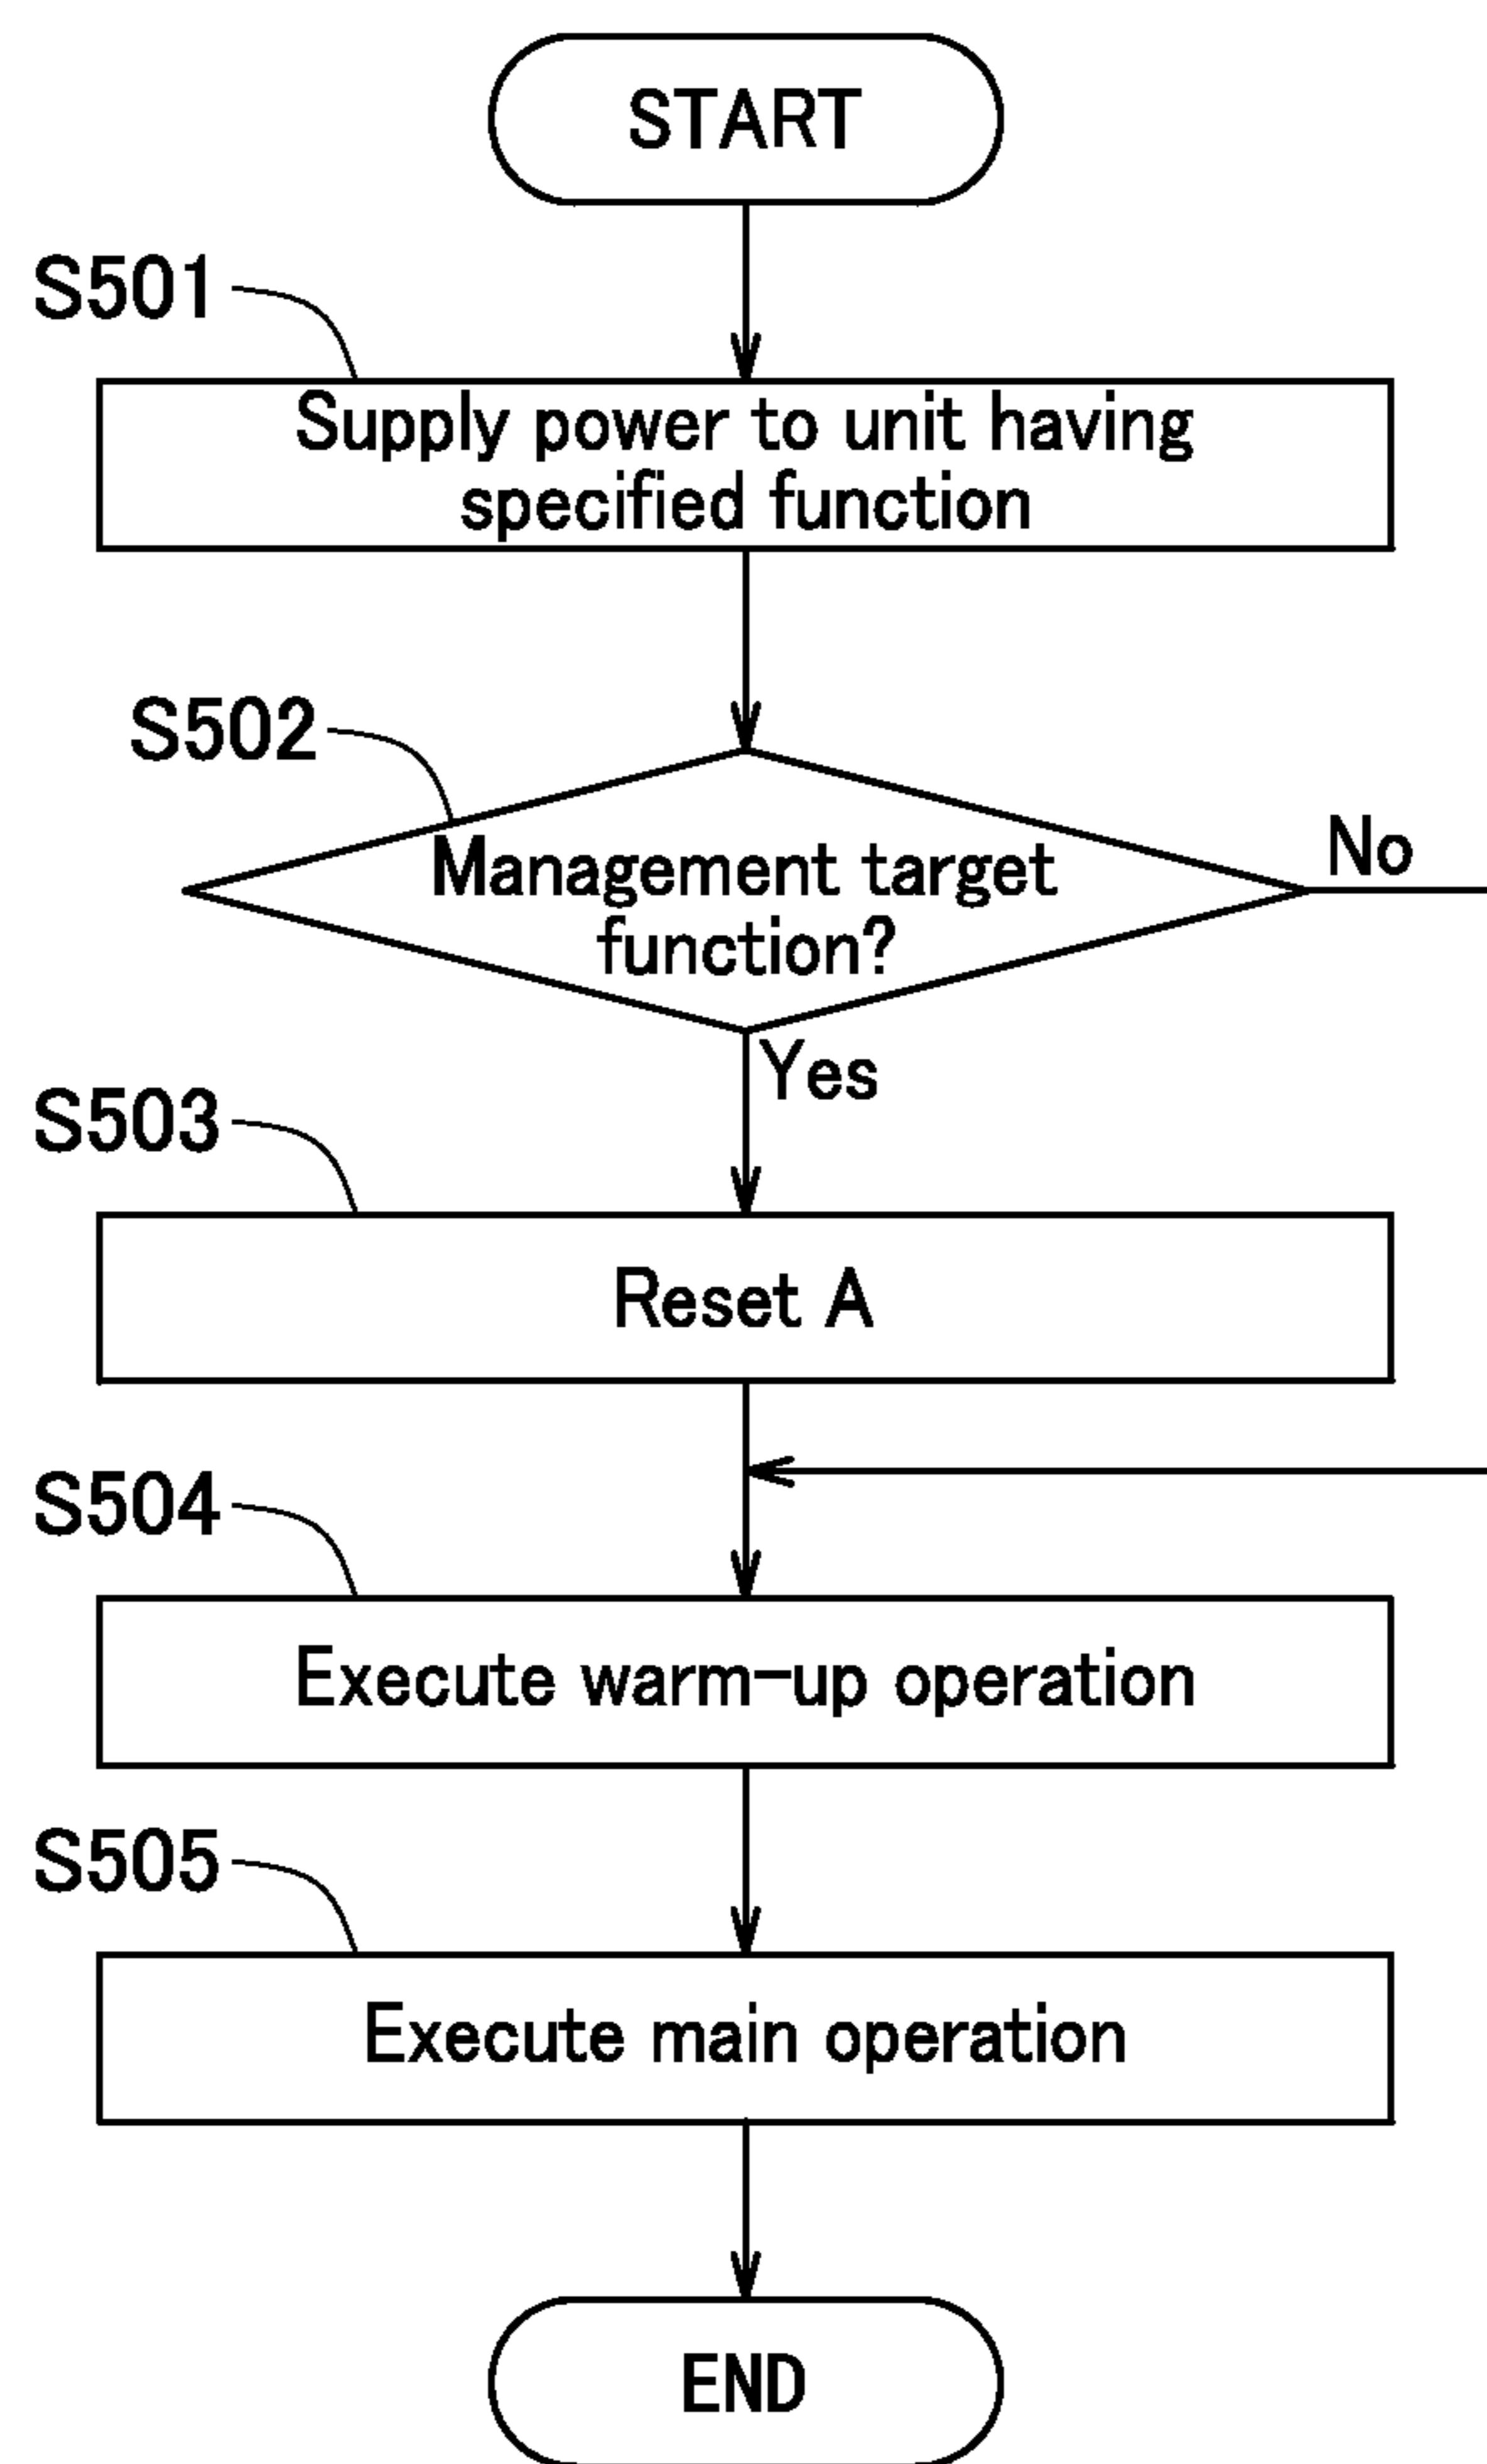 START
S501
Supply power to unit having
specified function
S502
Management target
function?
No
Yes
S503
Reset A
S504
Execute warm-up operation
S505
Execute main operation
END